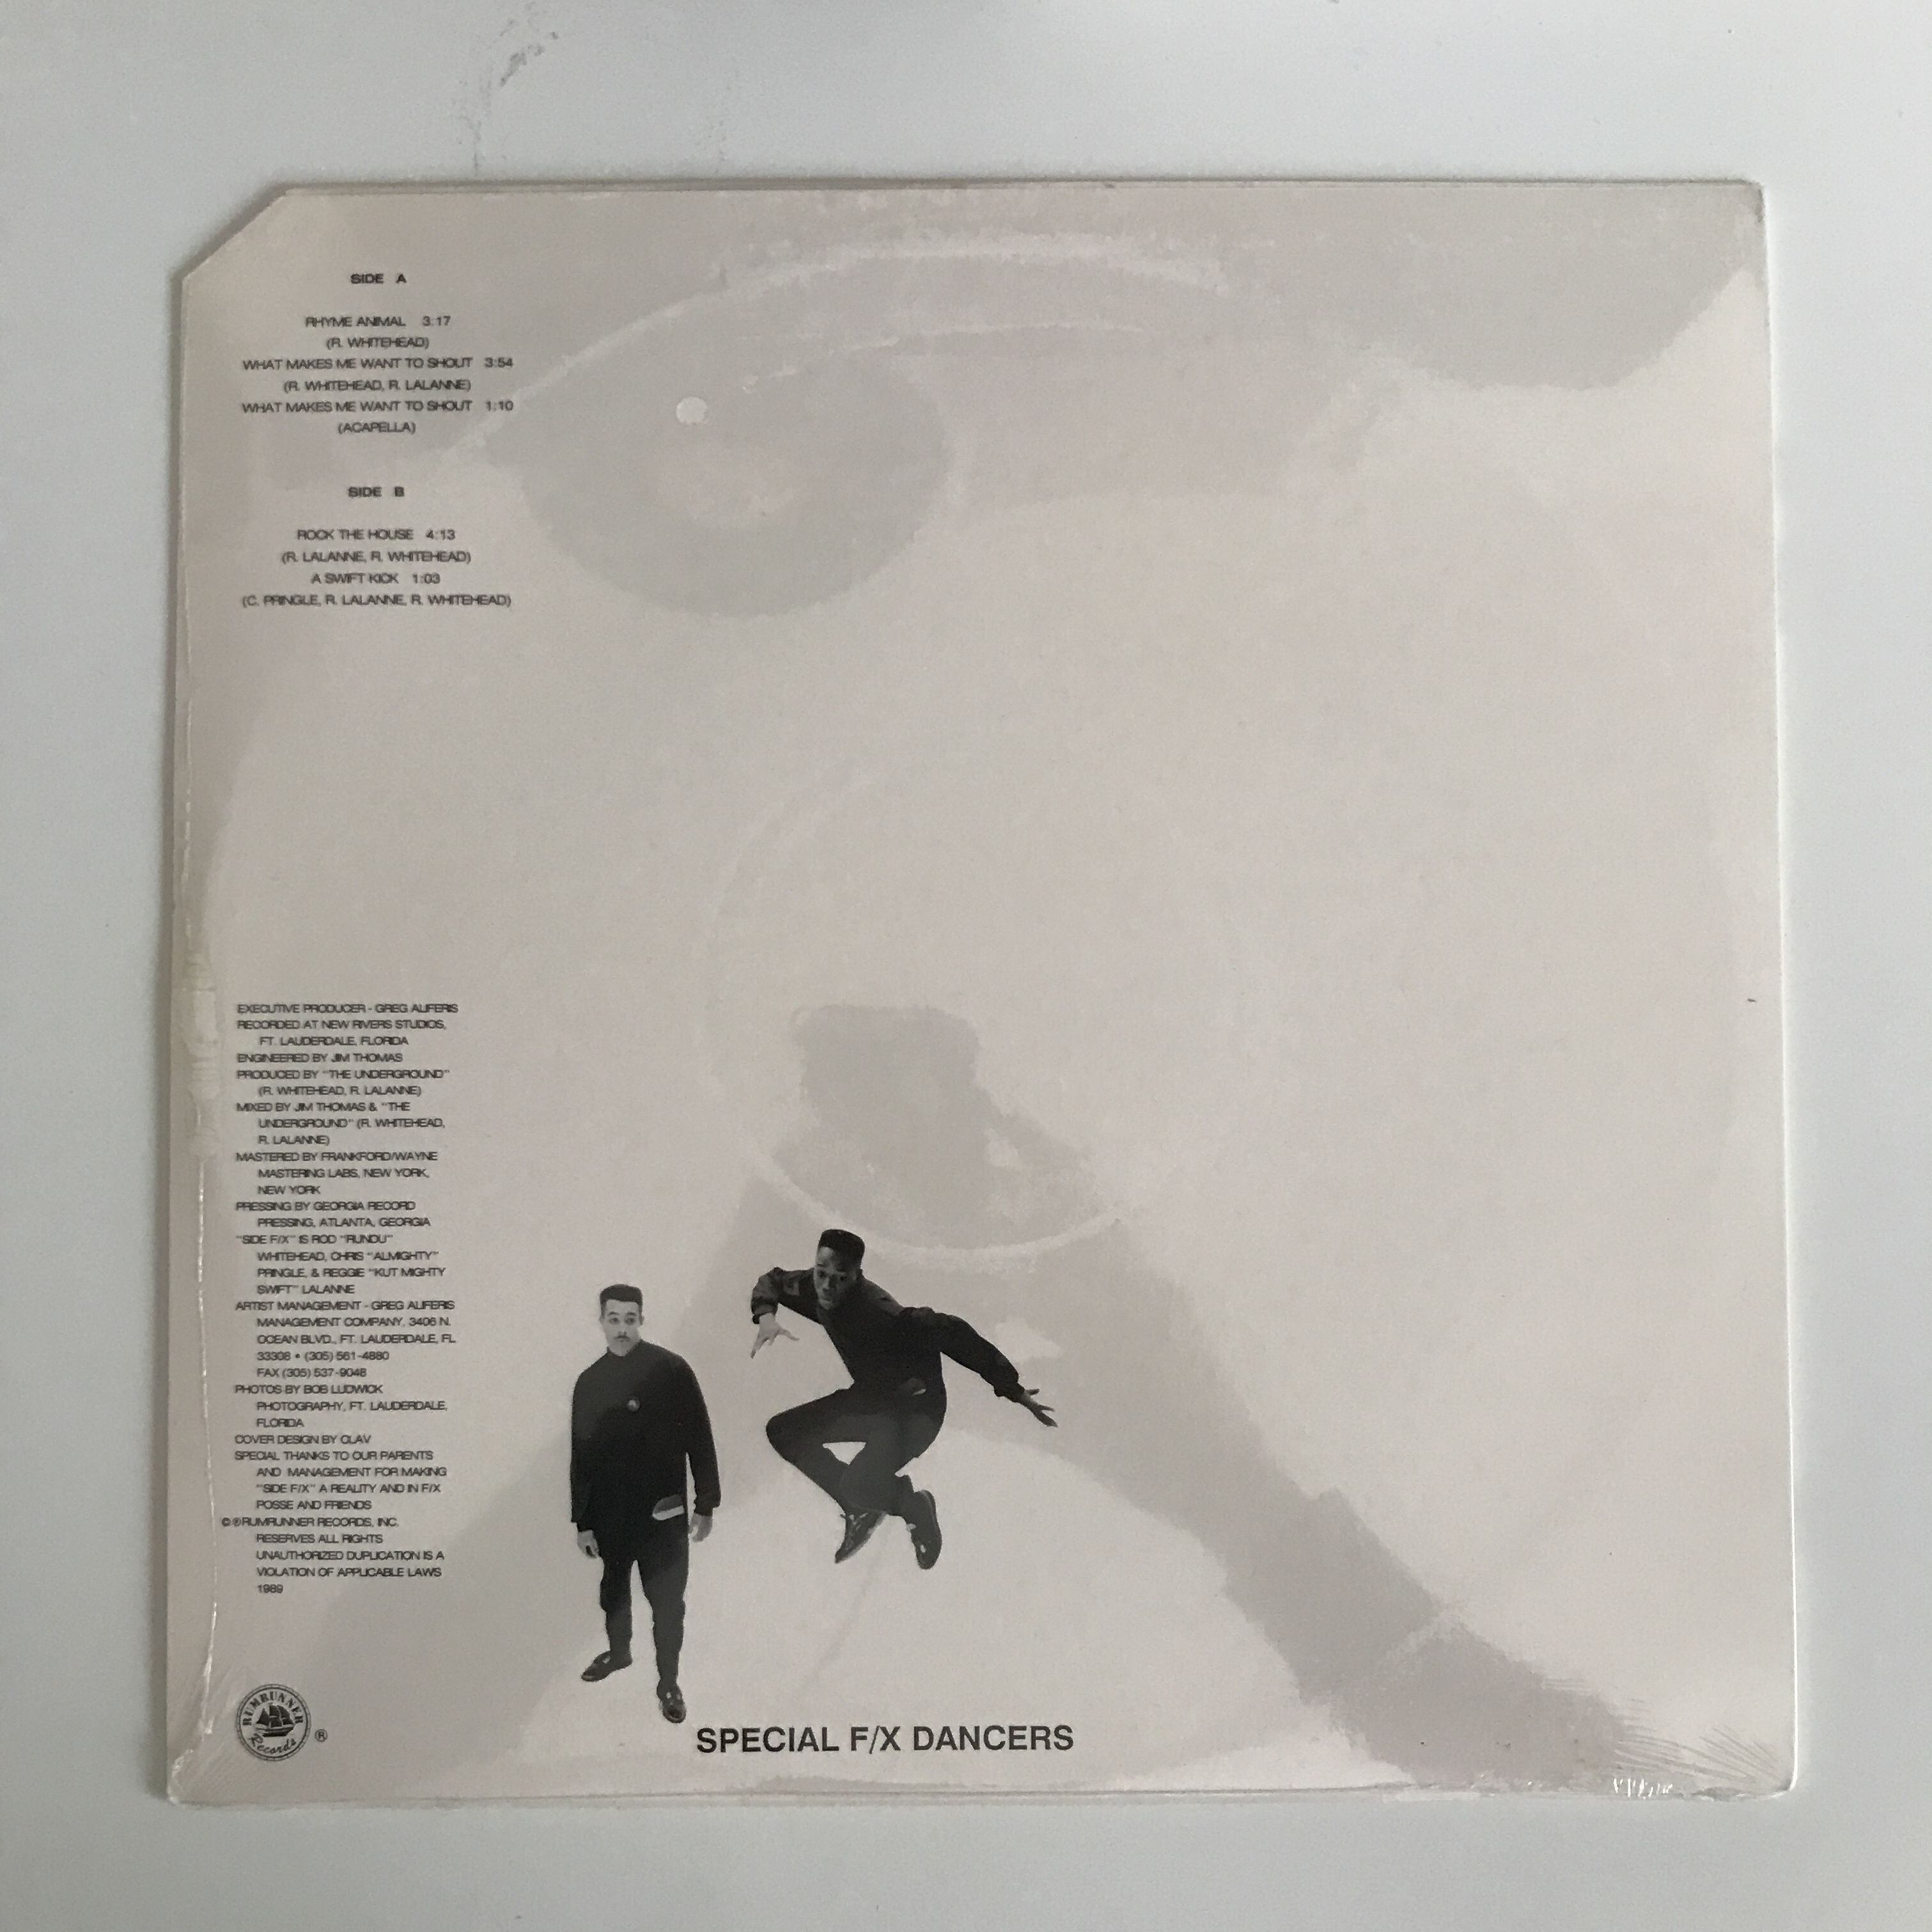 SIDE A
RHYME ANIMAL 3:17
(R. WHITEHEAD)
WHAT MAKES ME WANT TO SHOUT 3:54
(R. WHITEHEAD, R. LALANNE)
WHAT MAKES ME WANT TO SHOUT 1:10
(ACAPELLA)
SIDE B
ROCK THE HOUSE 4:13
(R. LALANNE, R. WHITEHEAD)
A SWIFT KICK 1:03
(C. PRINGLE, R. LALANNE, R. WHITEHEAD)
EXECUTIVE PRODUCER - GREG ALIFERIS
RECORDED AT NEW RIVERS STUDIOS,
FT. LAUDERDALE, FLORIDA
ENGINEERED BY JIM THOMAS
PRODUCED BY "THE UNDERGROUND"
(R. WHITEHEAD, R. LALANNE)
MIXED BY JIM THOMAS & "THE
UNDERGROUND" (R. WHITEHEAD,
R. LALANNE)
MASTERED BY FRANKFORD/WAYNE
MASTERING LABS, NEW YORK,
NEW YORK
PRESSING BY GEORGIA RECORD
PRESSING, ATLANTA, GEORGIA
"SIDE F/X" IS ROD "RUNDU"
WHITEHEAD, CHRIS "ALMIGHTY"
PRINGLE, & REGGIE "KUT MIGHTY
SWIFT" LALANNE
ARTIST MANAGEMENT - GREG ALIFERIS
MANAGEMENT COMPANY, 3406 N.
OCEAN BLVD., FT. LAUDERDALE, FL
33308 • (305) 561-4880
FAX (305) 537-9048
PHOTOS BY BOB LUDWICK
PHOTOGRAPHY, FT. LAUDERDALE,
FLORIDA
COVER DESIGN BY CLAV
SPECIAL THANKS TO OUR PARENTS
AND MANAGEMENT FOR MAKING
"SIDE F/X" A REALITY AND IN F/X
POSSE AND FRIENDS
©℗RUMRUNNER RECORDS, INC.
RESERVES ALL RIGHTS
UNAUTHORIZED DUPLICATION IS A
VIOLATION OF APPLICABLE LAWS
1989
RUMRUNNER
Records ®
SPECIAL F/X DANCERS